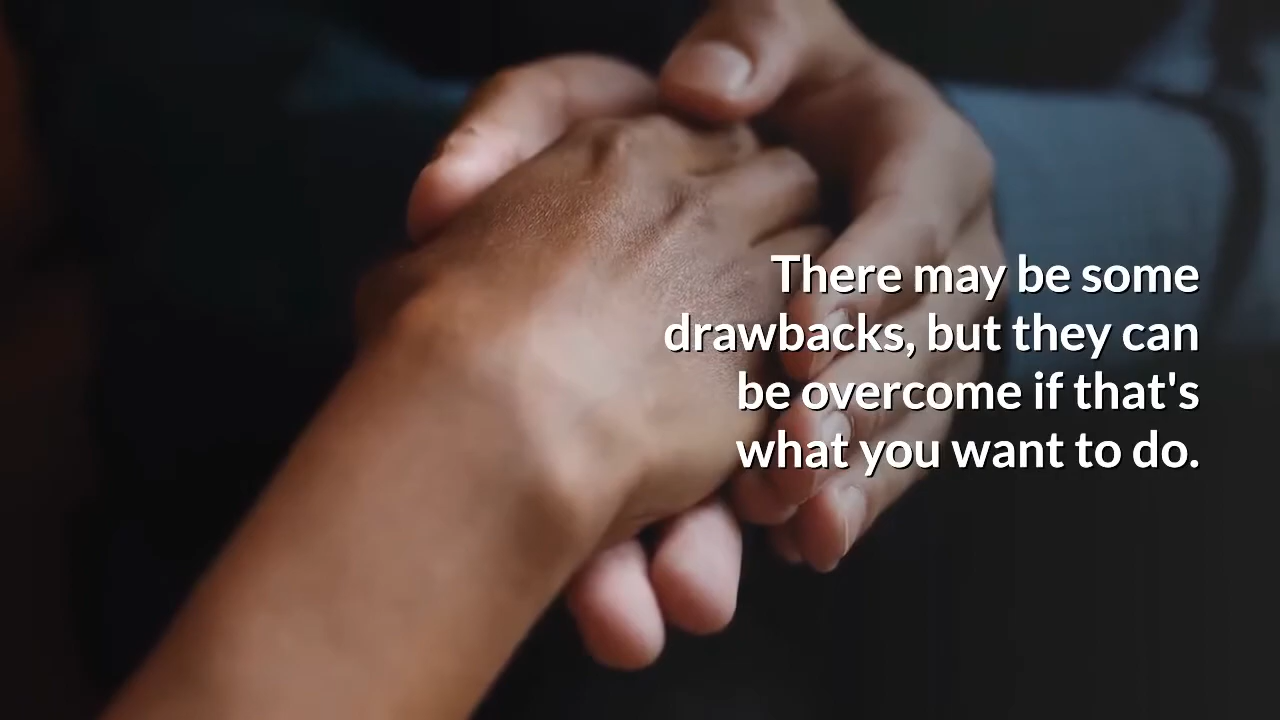 There may be some
drawbacks, but they can
be overcome if that's
what you want to do.